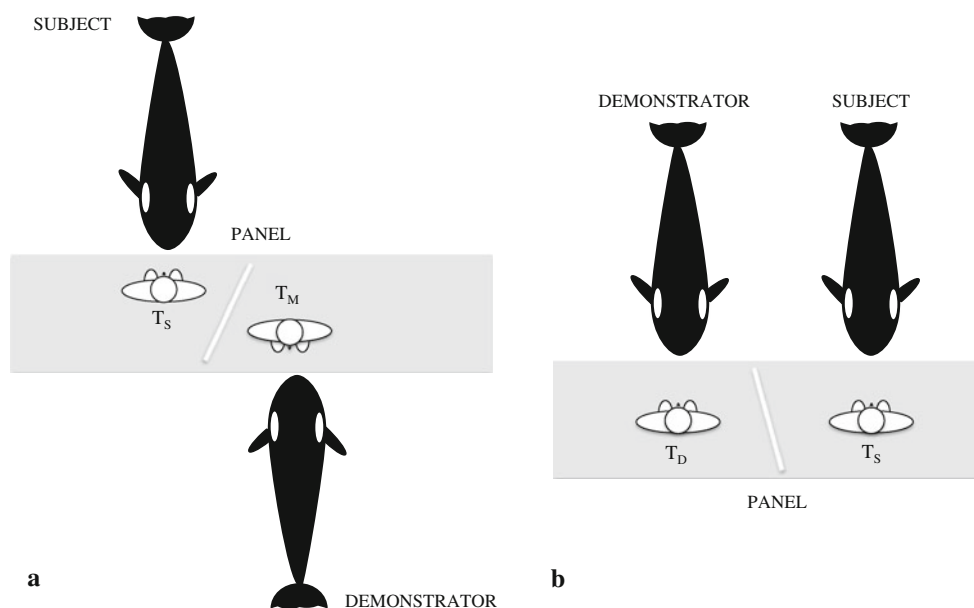 SUBJECT
PANEL
T_S
T_M
a
DEMONSTRATOR
DEMONSTRATOR SUBJECT
T_D T_S
PANEL
b